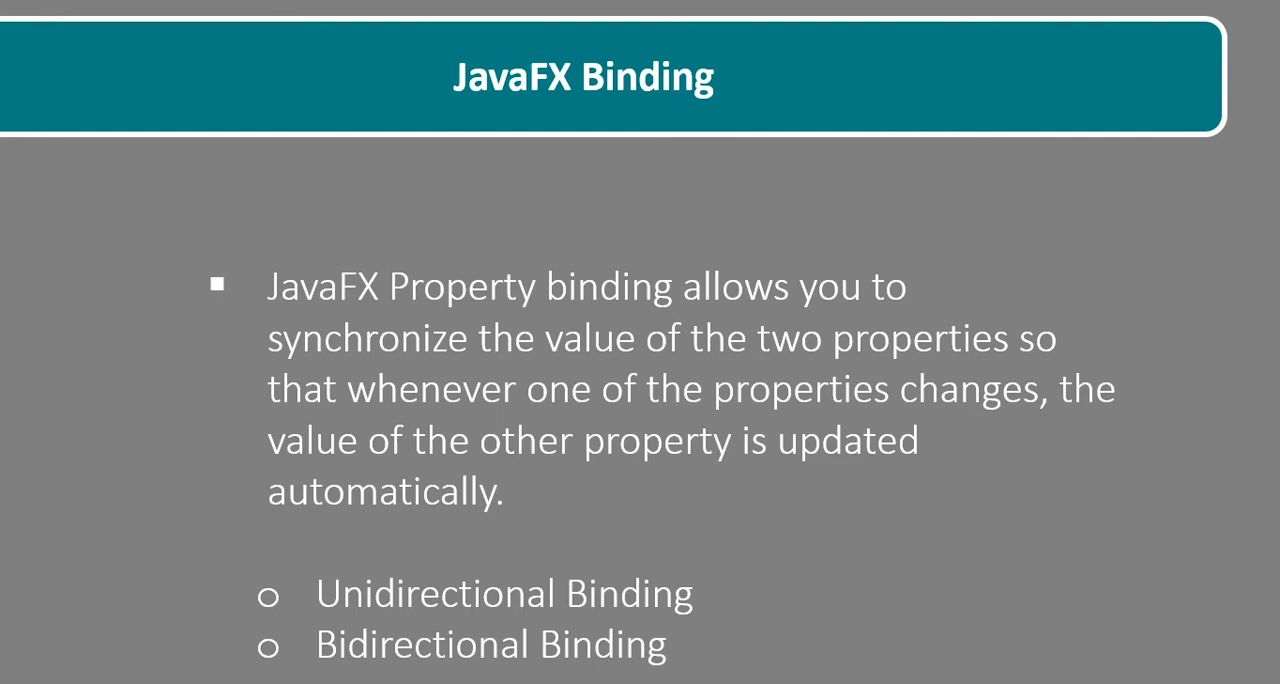 JavaFX Binding
▪ JavaFX Property binding allows you to
synchronize the value of the two properties so
that whenever one of the properties changes, the
value of the other property is updated
automatically.
o Unidirectional Binding
o Bidirectional Binding